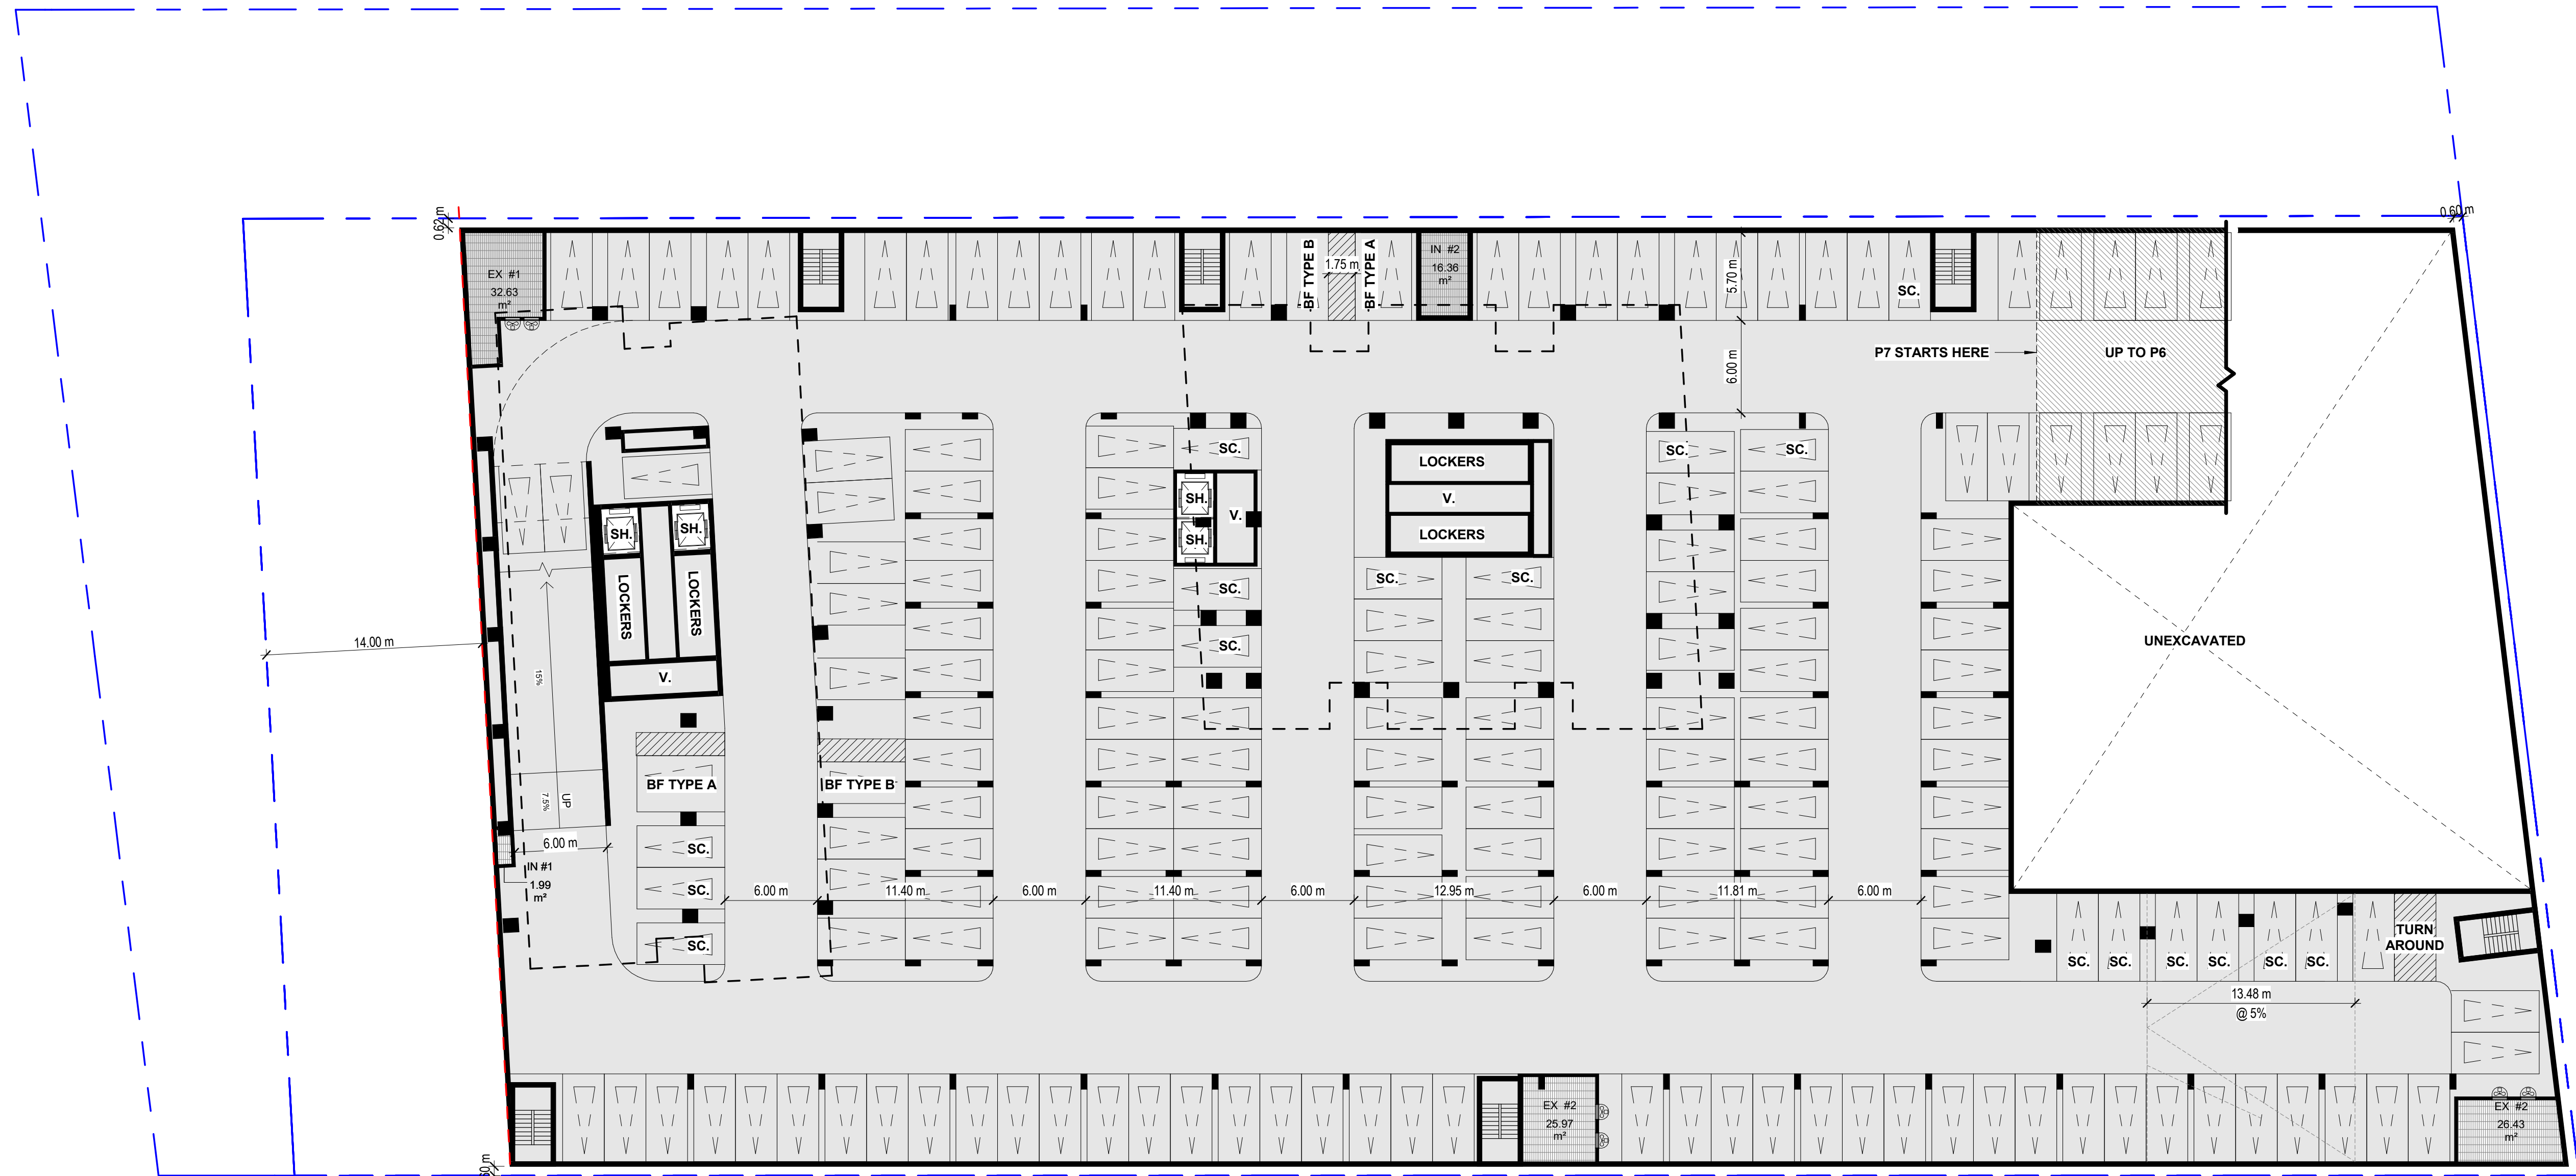 0.62 m
0.60 m
EX #1
32.63
m²
BF TYPE B
1.75 m
BF TYPE A
IN #2
16.36
m²
5.70 m
SC.
P7 STARTS HERE
UP TO P6
6.00 m
SC.
LOCKERS
SC.
SC.
SH.
V.
V.
SH.
SH.
SH.
LOCKERS
LOCKERS
LOCKERS
SC.
SC.
SC.
14.00 m
SC.
UNEXCAVATED
15%
V.
BF TYPE A
BF TYPE B
UP
7.5%
6.00 m
SC.
IN #1
1.99
m²
SC.
6.00 m
11.40 m
6.00 m
11.40 m
6.00 m
12.95 m
6.00 m
11.81 m
6.00 m
SC.
TURN
AROUND
SC.
SC.
SC.
SC.
SC.
SC.
13.48 m
@ 5%
EX #2
25.97
m²
EX #2
26.43
m²